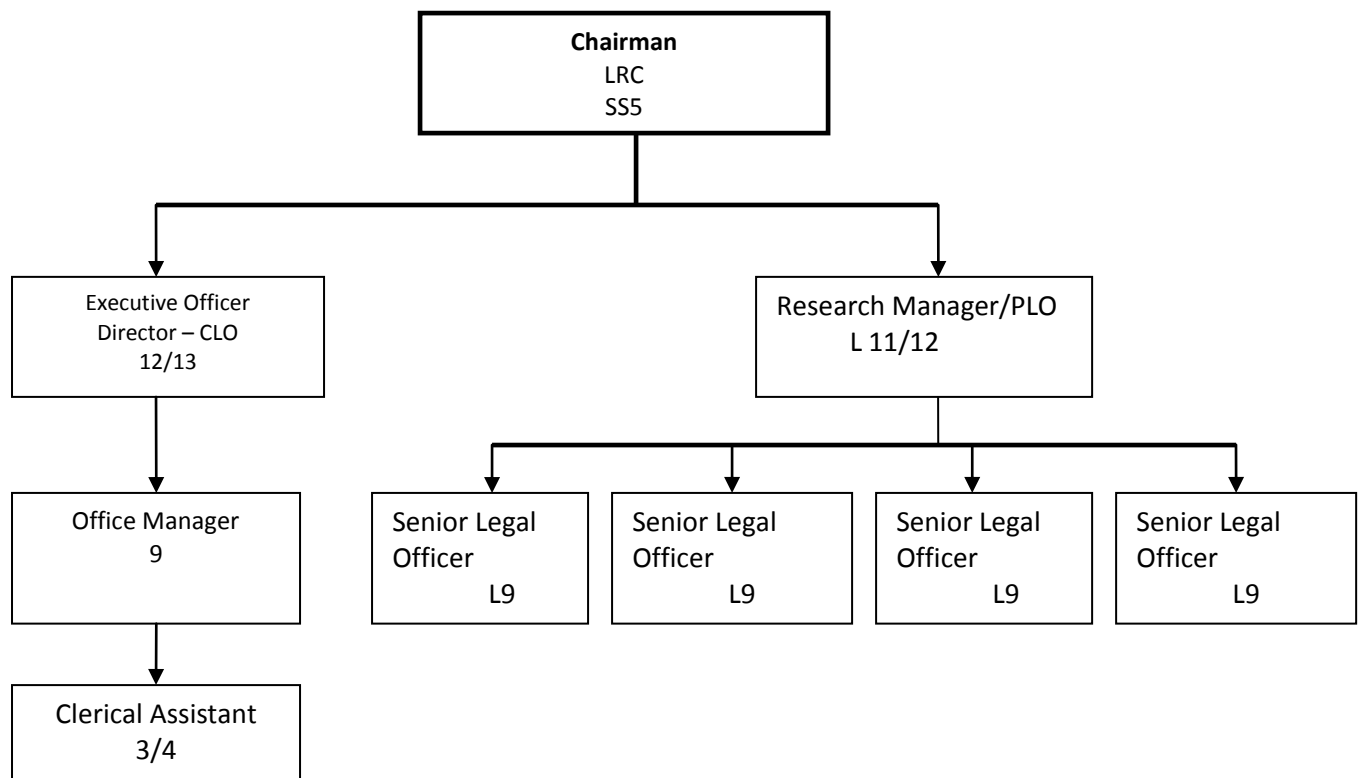 Chairman
LRC
SS5
Executive Officer
Director – CLO
12/13
Research Manager/PLO
L 11/12
Office Manager
9
Senior Legal
Officer
L9
Senior Legal
Officer
L9
Senior Legal
Officer
L9
Senior Legal
Officer
L9
Clerical Assistant
3/4